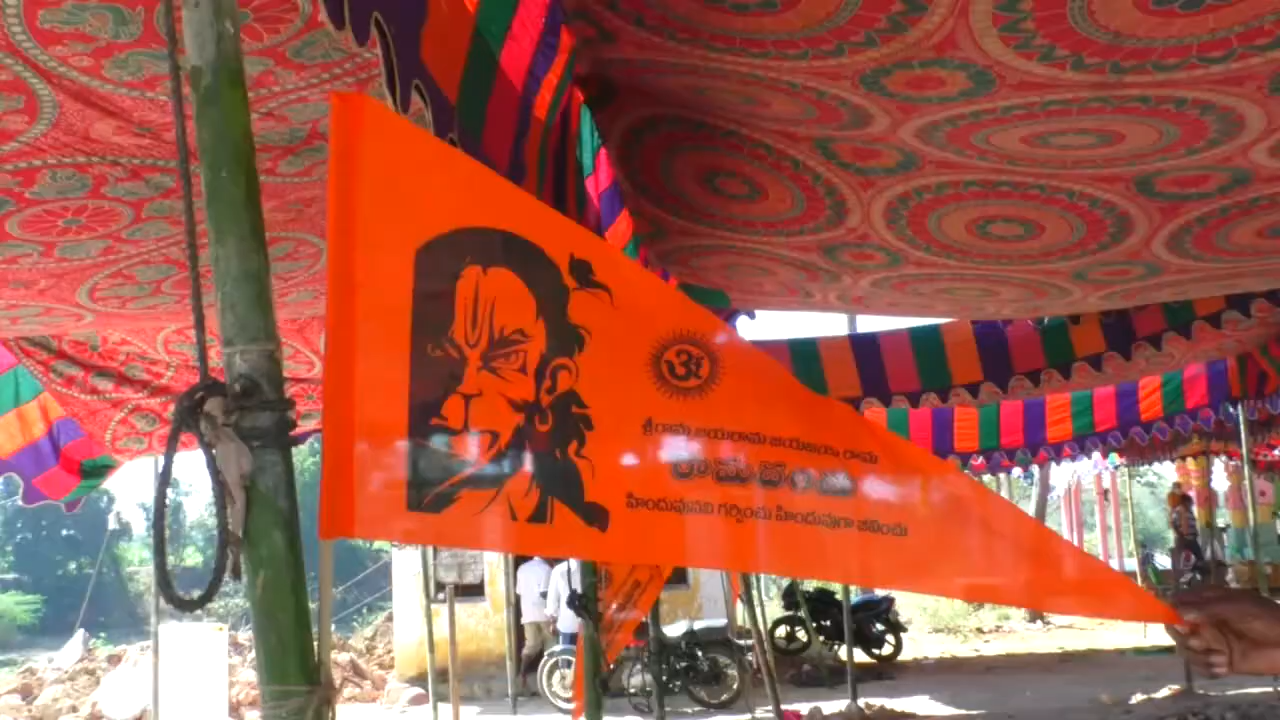 ॐ
శ్రీరామ జయరామ జయజయ రామ
హిందువునని గర్వించు హిందువుగా జీవించు